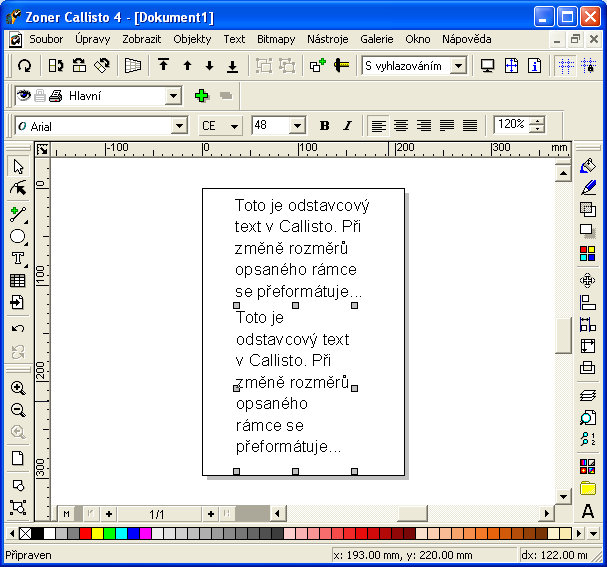 Zoner Callisto 4 - [Dokument1]
Soubor Úpravy Zobrazit Objekty Text Bitmapy Nástroje Galerie Okno Nápověda
S vyhlazováním
Hlavní
O Arial CE 48 B I 120%
-100 0 100 200 300 mm
0
100
200
300
Toto je odstavcový
text v Callisto. Při
změně rozměrů
opsaného rámce
se přeformátuje...
Toto je
odstavcový text
v Callisto. Při
změně rozměrů
opsaného
rámce se
přeformátuje...
1/1
Připraven x: 193.00 mm, y: 220.00 mm dx: 122.00 m